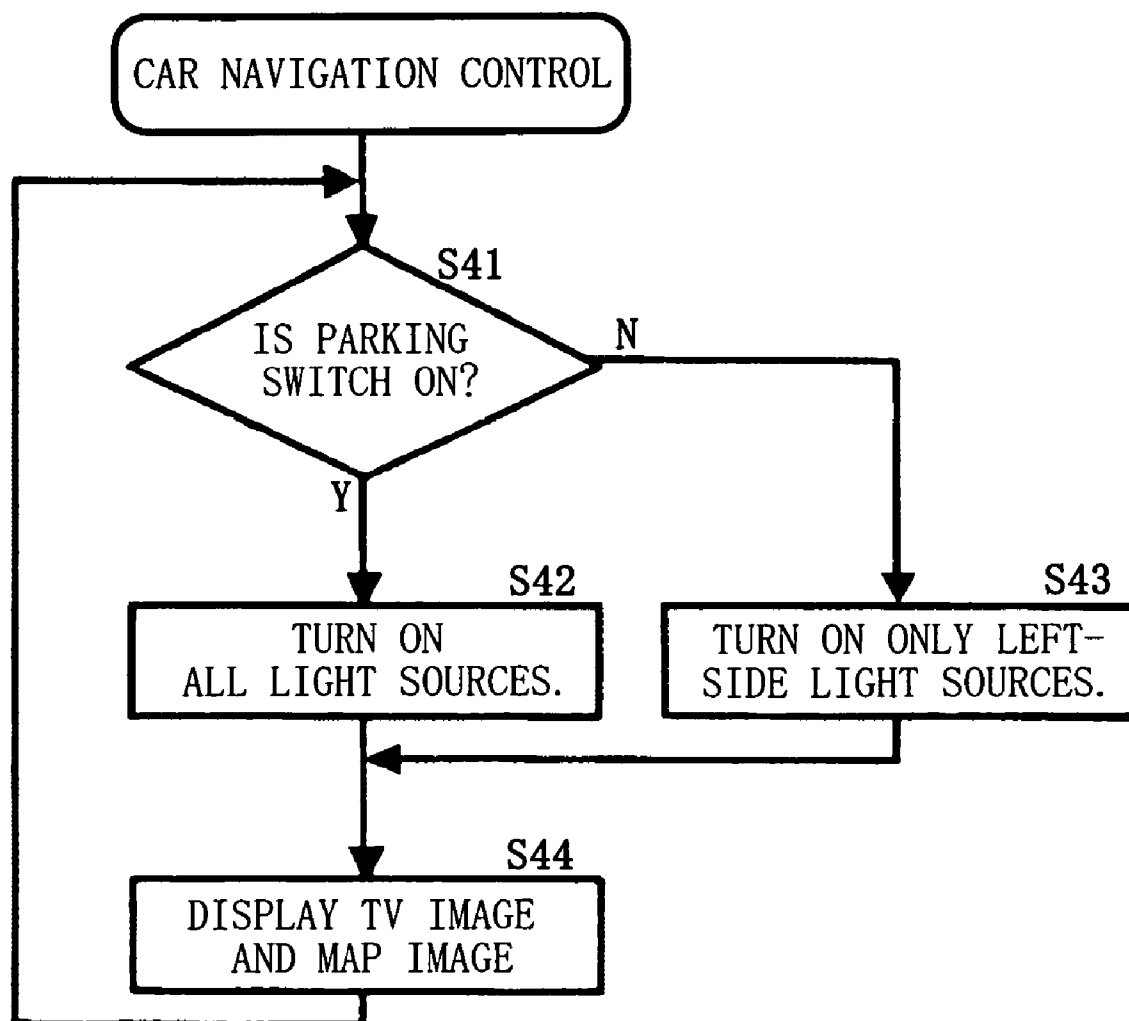 CAR NAVIGATION CONTROL
S41
IS PARKING
SWITCH ON?
N
Y
S42
TURN ON
ALL LIGHT SOURCES.
S43
TURN ON ONLY LEFT-
SIDE LIGHT SOURCES.
S44
DISPLAY TV IMAGE
AND MAP IMAGE